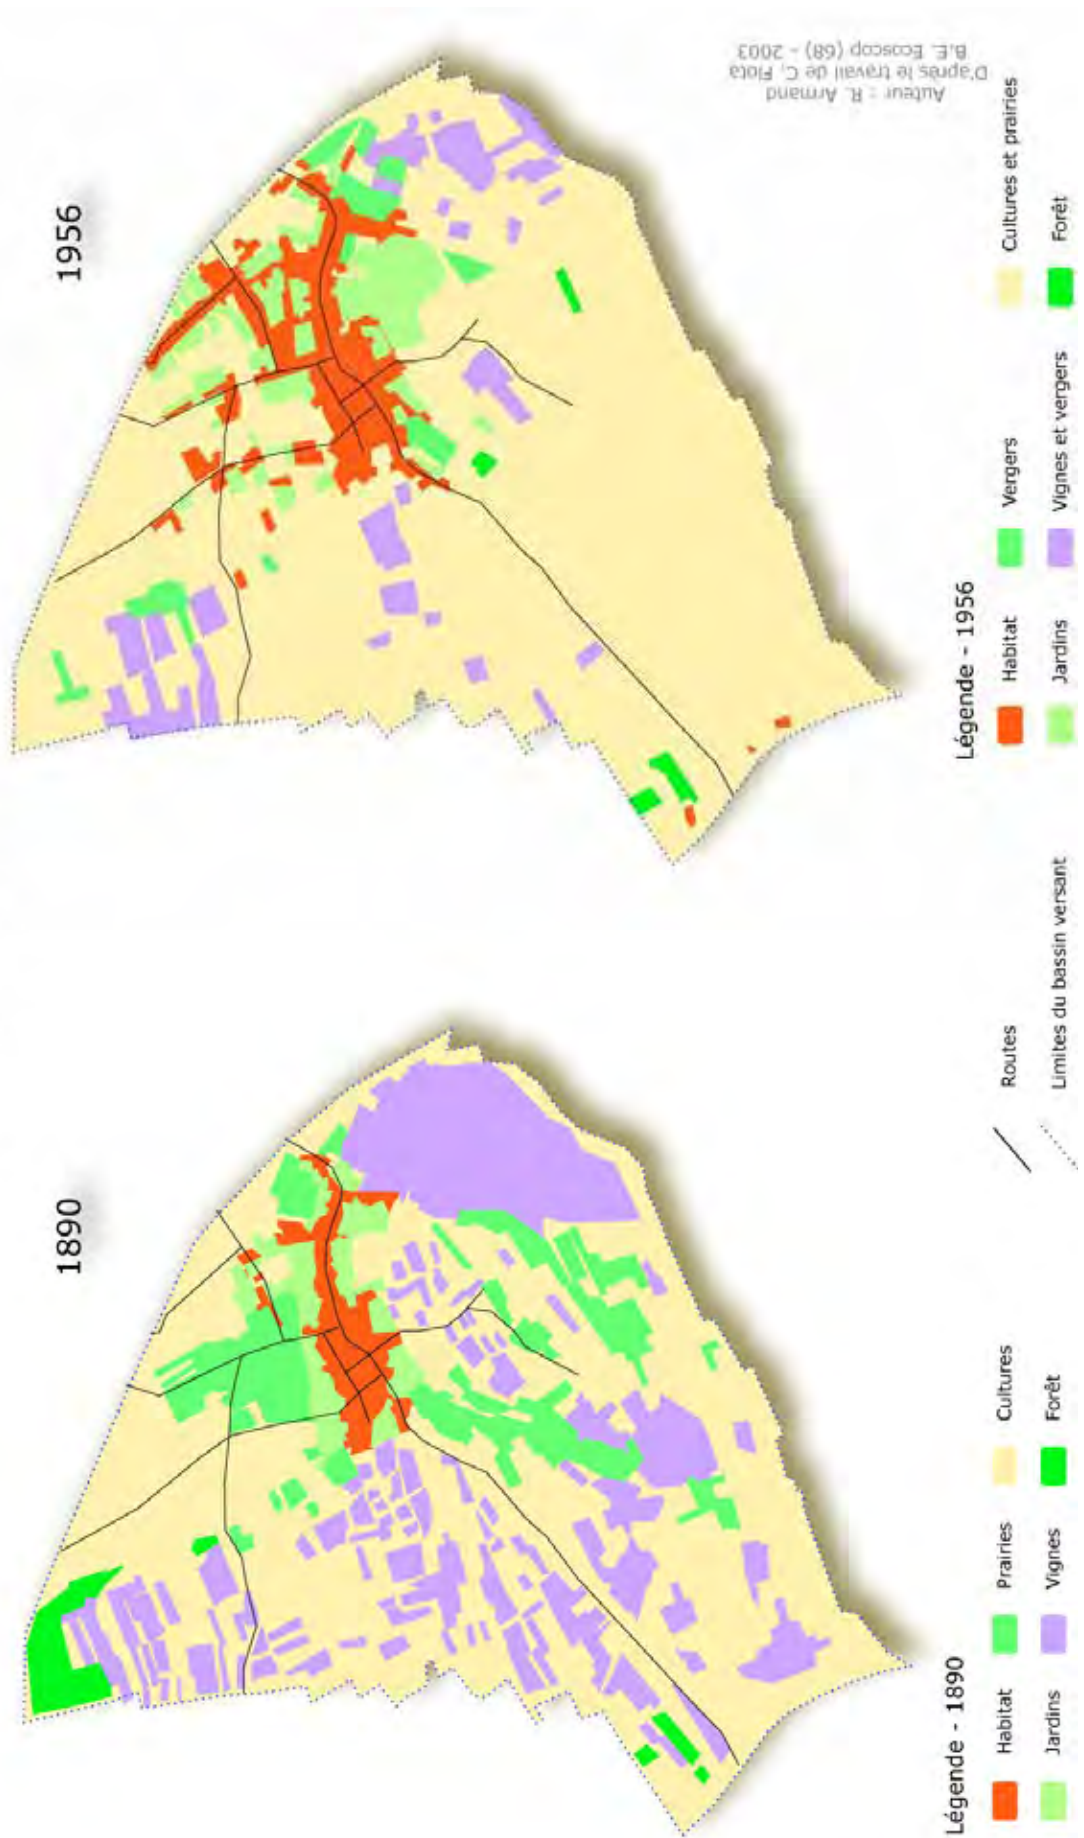 1890
1956
Légende - 1890
Habitat
Prairies
Cultures
Jardins
Vignes
Forêt
Routes
Limites du bassin versant
Légende - 1956
Habitat
Vergers
Cultures et prairies
Jardins
Vignes et vergers
Forêt
Auteur : R. Armand
D'après le travail de C. Flota
B.E. Ecoscop (68) - 2003